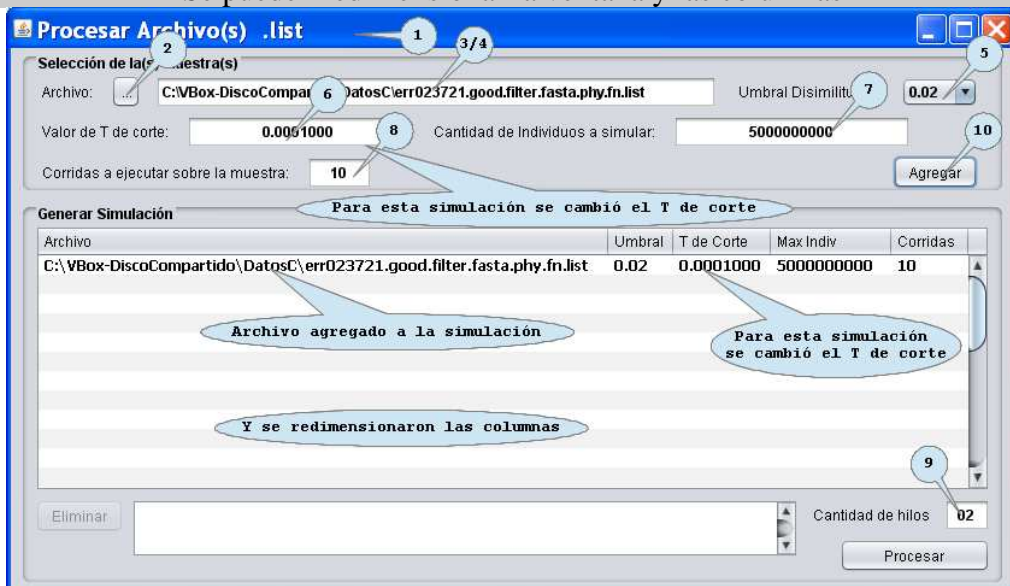 Procesar Archivo(s) .list
1
2
3/4
5
Selección de la(s) muestra(s)
Archivo:
...
C:\VBox-DiscoCompar DatosC\err023721.good.filter.fasta.phy.fn.list
6
Umbral Disimilitu
7
0.02
Valor de T de corte:
0.0001000
8
Cantidad de Individuos a simular:
5000000000
10
Corridas a ejecutar sobre la muestra:
10
Agregar
Para esta simulación se cambió el T de corte
Generar Simulación
Archivo Umbral T de Corte Max Indiv Corridas
C:\VBox-DiscoCompartido\DatosC\err023721.good.filter.fasta.phy.fn.list 0.02 0.0001000 5000000000 10
Archivo agregado a la simulación
Para esta simulación
se cambió el T de corte
Y se redimensionaron las columnas
9
Eliminar
Cantidad de hilos
02
Procesar